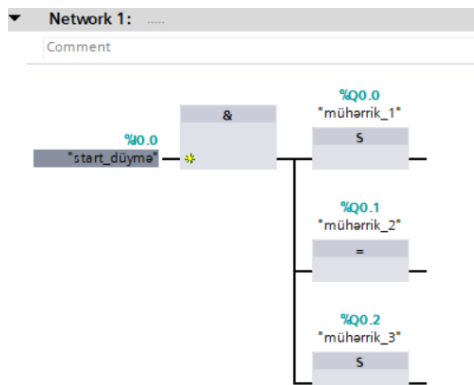 Network 1: .....
Comment
%Q0.0
"mühərrik_1"
&
S
%I0.0
"start_düymə"
%Q0.1
"mühərrik_2"
=
%Q0.2
"mühərrik_3"
S